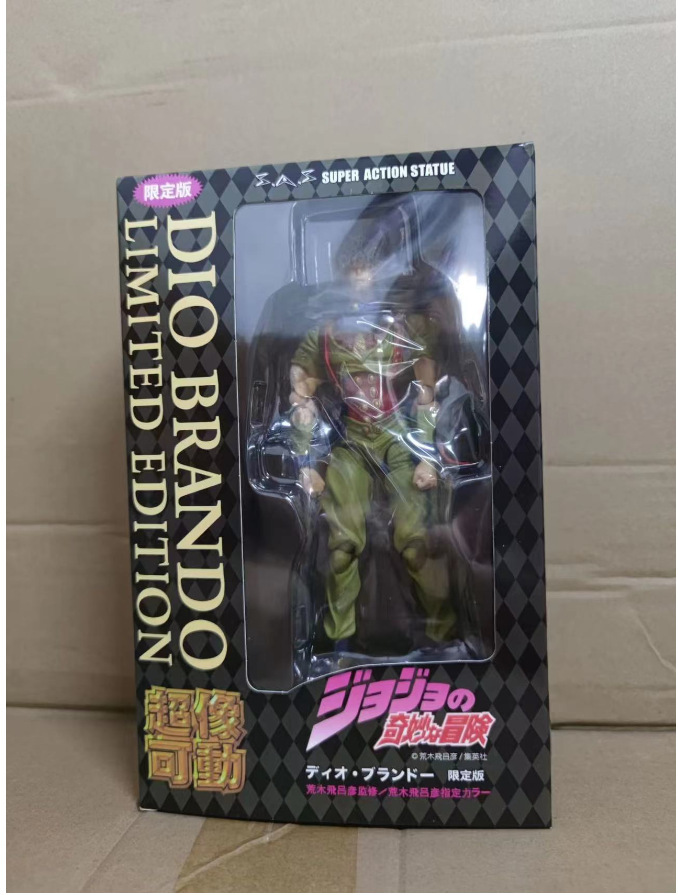 限定版
SAS SUPER ACTION STATUE
DIO BRANDO
LIMITED EDITION
超像
可動
ジョジョの
奇妙な冒険
©荒木飛呂彦/集英社
ディオ・ブランドー 限定版
荒木飛呂彦監修/荒木飛呂彦指定カラー